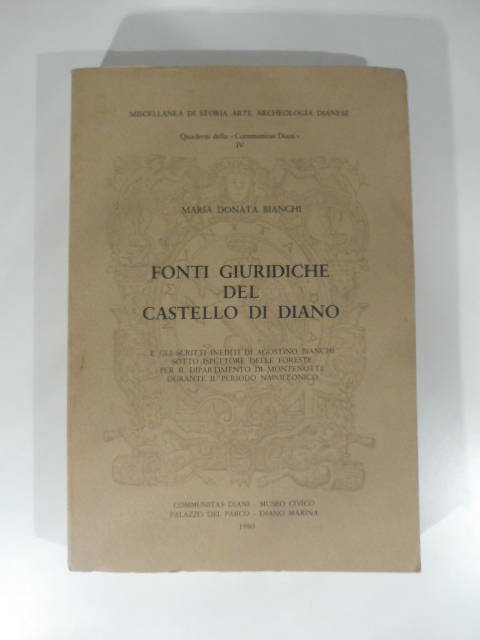 MISCELLANEA DI STORIA ARTE ARCHEOLOGIA DIANESE
Quaderni della «Communitas Diani»
IV
MARIA DONATA BIANCHI
FONTI GIURIDICHE
DEL
CASTELLO DI DIANO
E GLI SCRITTI INEDITI DI AGOSTINO BIANCHI
SOTTO ISPETTORE DELLE FORESTE
PER IL DIPARTIMENTO DI MONTENOTTE
DURANTE IL PERIODO NAPOLEONICO
COMMUNITAS DIANI - MUSEO CIVICO
PALAZZO DEL PARCO - DIANO MARINA
1980